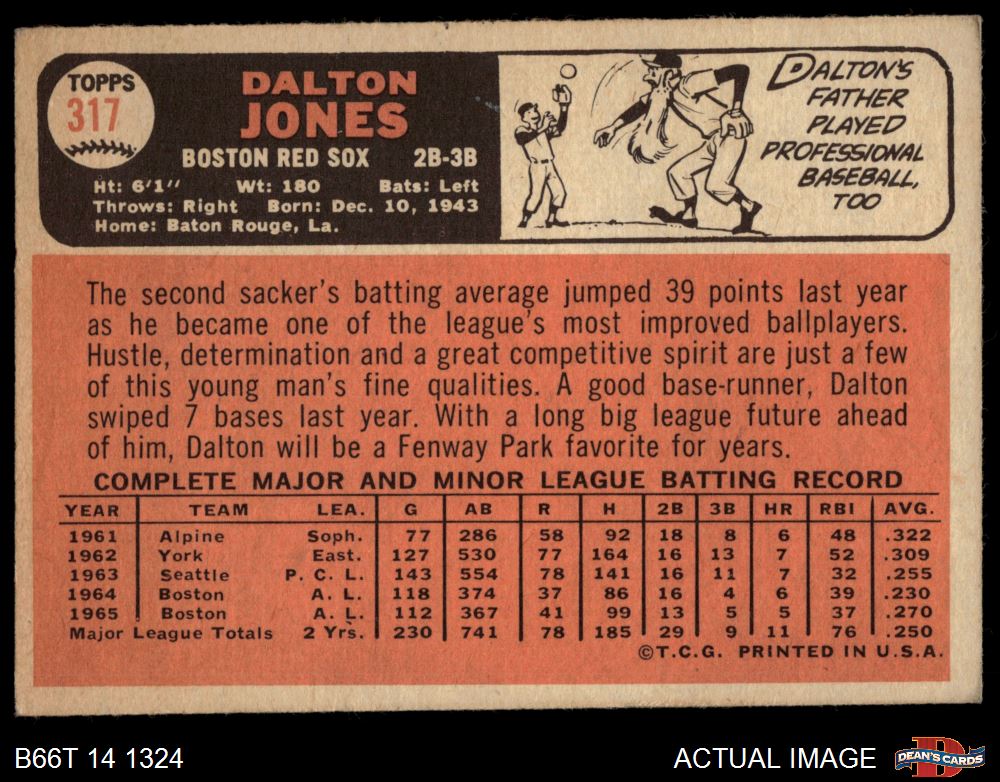 TOPPS
317
DALTON
JONES
BOSTON RED SOX 2B-3B
Ht: 6'1" Wt: 180 Bats: Left
Throws: Right Born: Dec. 10, 1943
Home: Baton Rouge, La.
DALTON'S
FATHER
PLAYED
PROFESSIONAL
BASEBALL,
TOO
The second sacker's batting average jumped 39 points last year
as he became one of the league's most improved ballplayers.
Hustle, determination and a great competitive spirit are just a few
of this young man's fine qualities. A good base-runner, Dalton
swiped 7 bases last year. With a long big league future ahead
of him, Dalton will be a Fenway Park favorite for years.
COMPLETE MAJOR AND MINOR LEAGUE BATTING RECORD
YEAR TEAM LEA. G AB R H 2B 3B HR RBI AVG.
1961 Alpine Soph. 77 286 58 92 18 8 6 48 .322
1962 York East. 127 530 77 164 16 13 7 52 .309
1963 Seattle P. C. L. 143 554 78 141 16 11 7 32 .255
1964 Boston A. L. 118 374 37 86 16 4 6 39 .230
1965 Boston A. L. 112 367 41 99 13 5 5 37 .270
Major League Totals 2 Yrs. 230 741 78 185 29 9 11 76 .250
©T.C.G. PRINTED IN U.S.A.
B66T 14 1324 ACTUAL IMAGE
DEAN'S CARDS